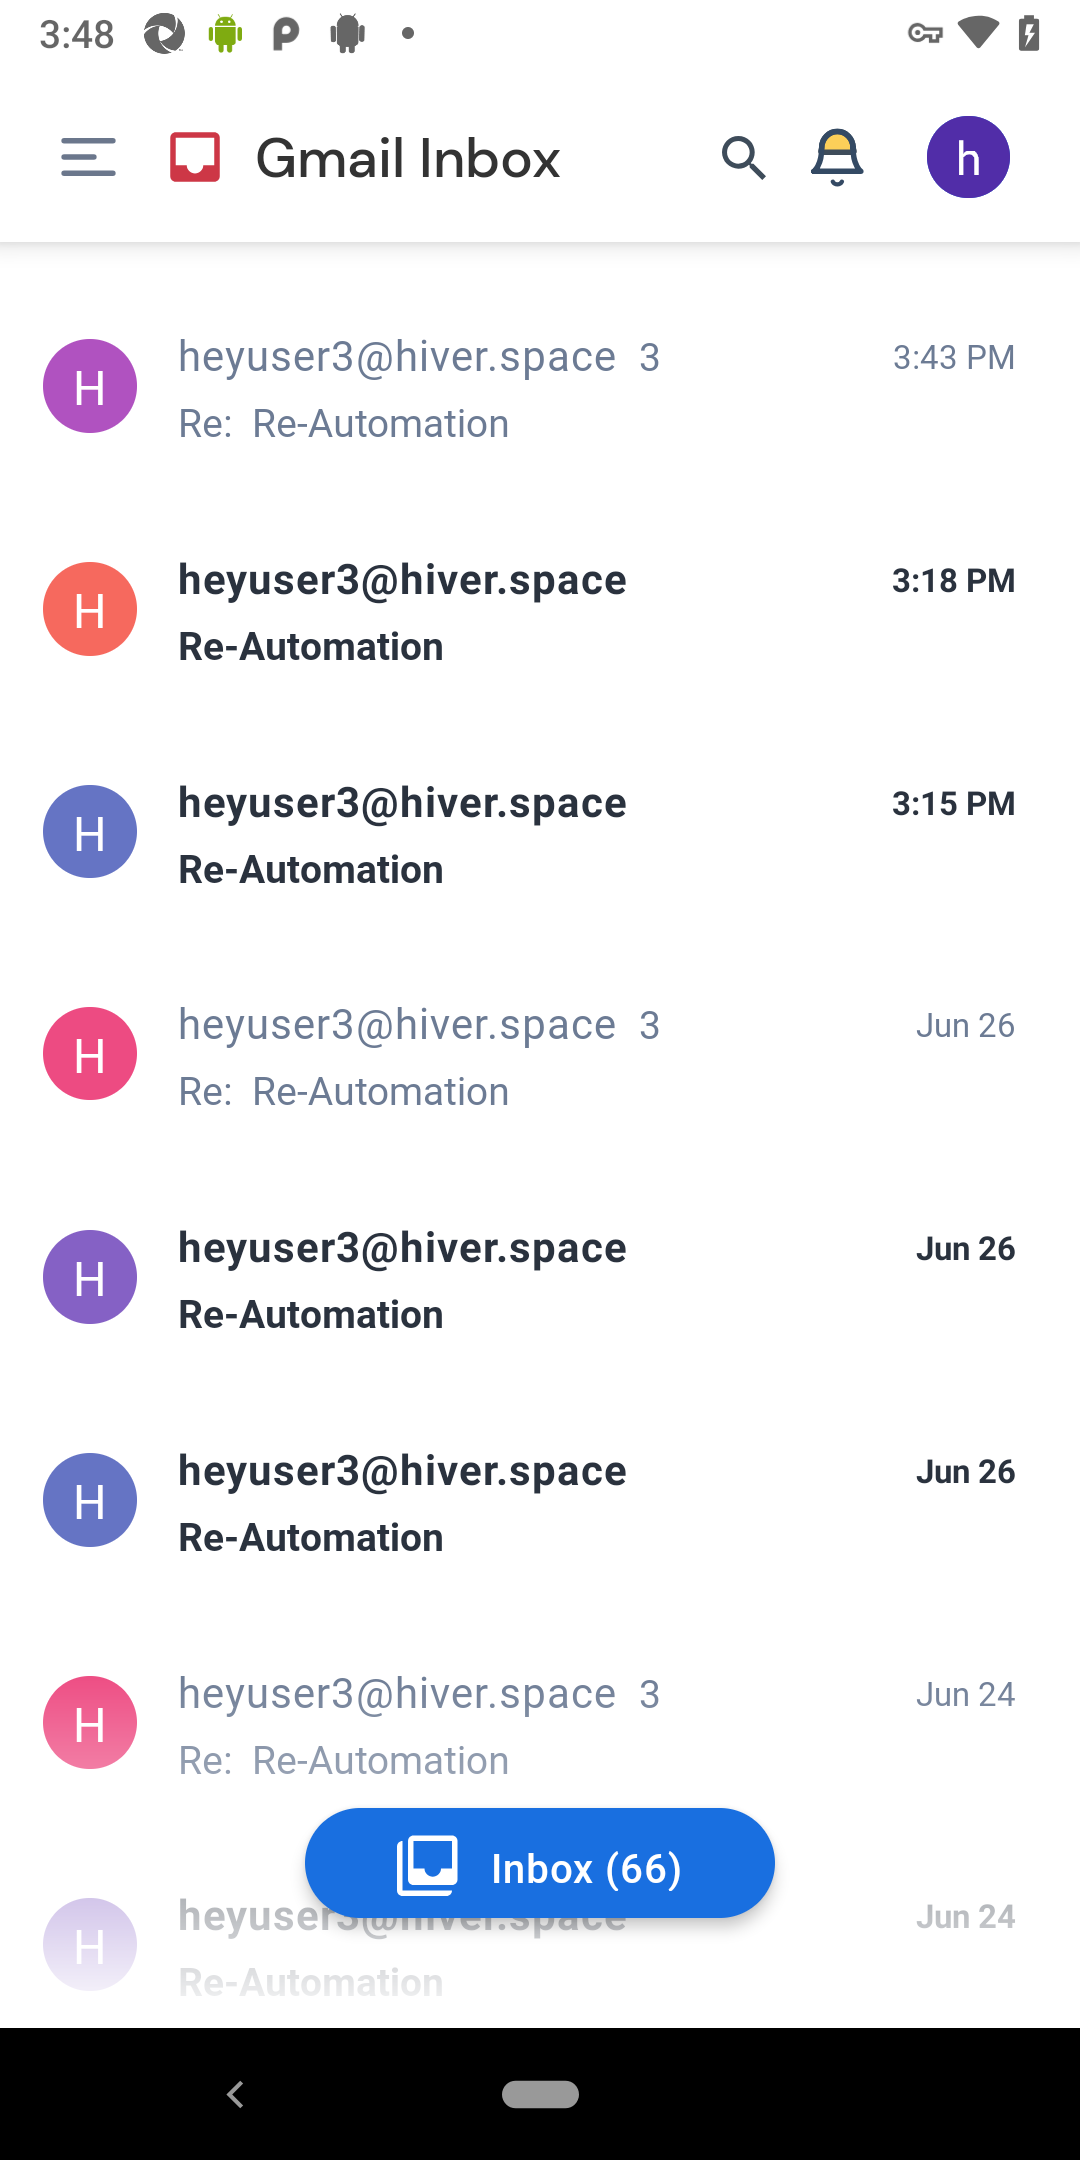 3:48
Gmail Inbox
h
H
heyuser3@hiver.space 3
3:43 PM
Re: Re-Automation
H
heyuser3@hiver.space
3:18 PM
Re-Automation
H
heyuser3@hiver.space
3:15 PM
Re-Automation
H
heyuser3@hiver.space 3
Jun 26
Re: Re-Automation
H
heyuser3@hiver.space
Jun 26
Re-Automation
H
heyuser3@hiver.space
Jun 26
Re-Automation
H
heyuser3@hiver.space 3
Jun 24
Re: Re-Automation
Inbox (66)
H
heyuser3@hiver.space
Jun 24
Re-Automation